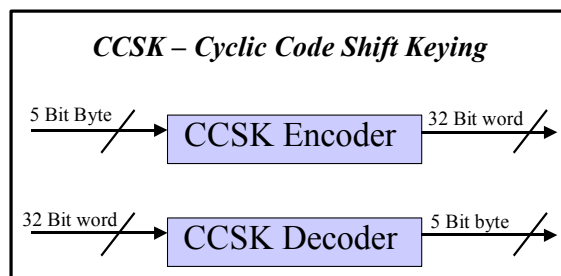 CCSK – Cyclic Code Shift Keying
5 Bit Byte
CCSK Encoder
32 Bit word
32 Bit word
CCSK Decoder
5 Bit byte